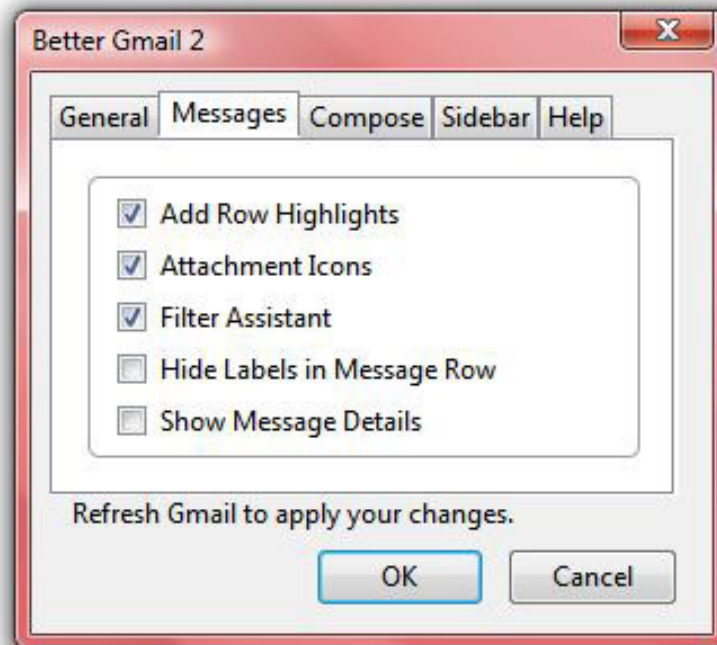 Better Gmail 2
General Messages Compose Sidebar Help
Add Row Highlights
Attachment Icons
Filter Assistant
Hide Labels in Message Row
Show Message Details
Refresh Gmail to apply your changes.
OK Cancel